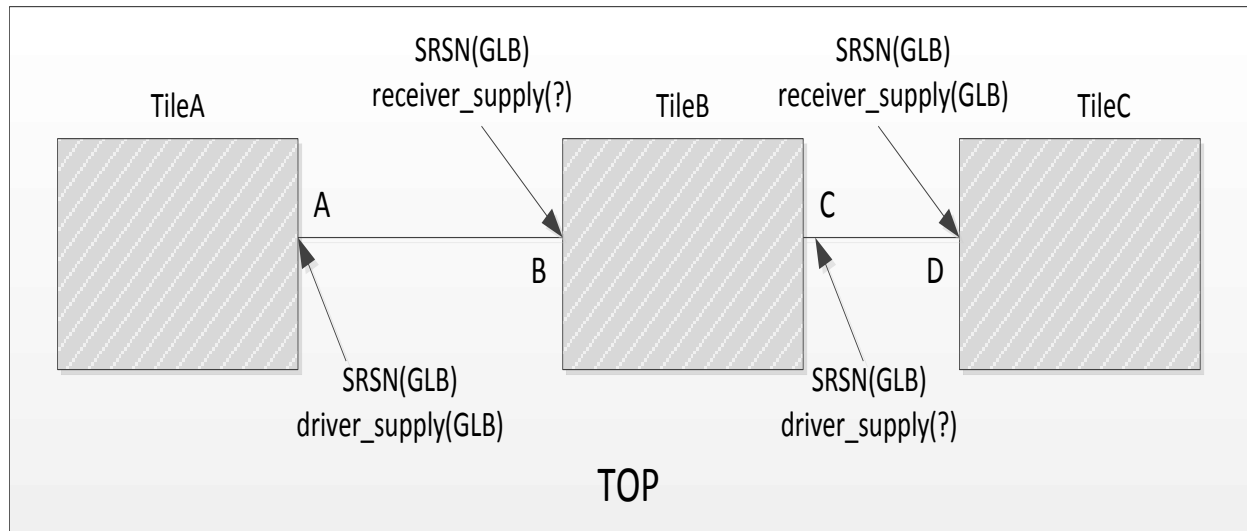 SRSN(GLB)
receiver_supply(?)
SRSN(GLB)
receiver_supply(GLB)
TileA
TileB
TileC
A
B
C
D
SRSN(GLB)
driver_supply(GLB)
SRSN(GLB)
driver_supply(?)
TOP